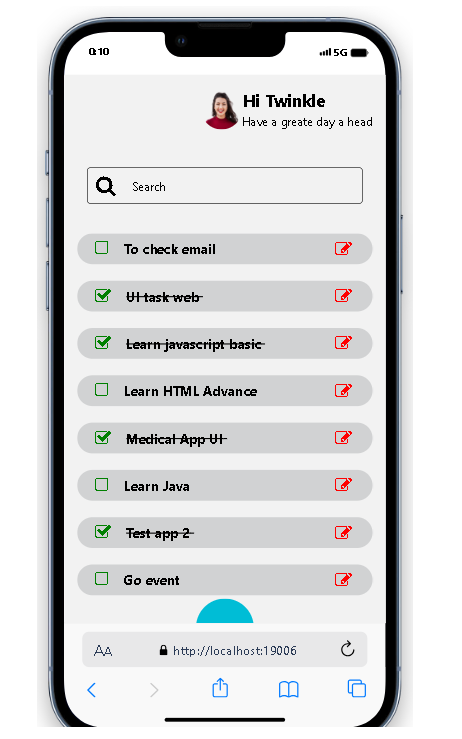 0:10 5G
Hi Twinkle
Have a greate day a head
Search
To check email
UI task web
Learn javascript basic
Learn HTML Advance
Medical App UI
Learn Java
Test app 2
Go event
AA http://localhost:19006